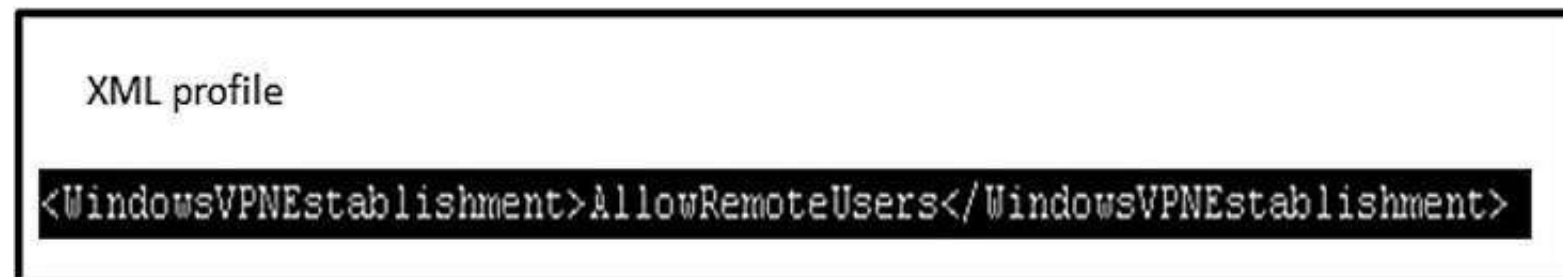 XML profile
<WindowsVPNEstablishment>AllowRemoteUsers</WindowsVPNEstablishment>